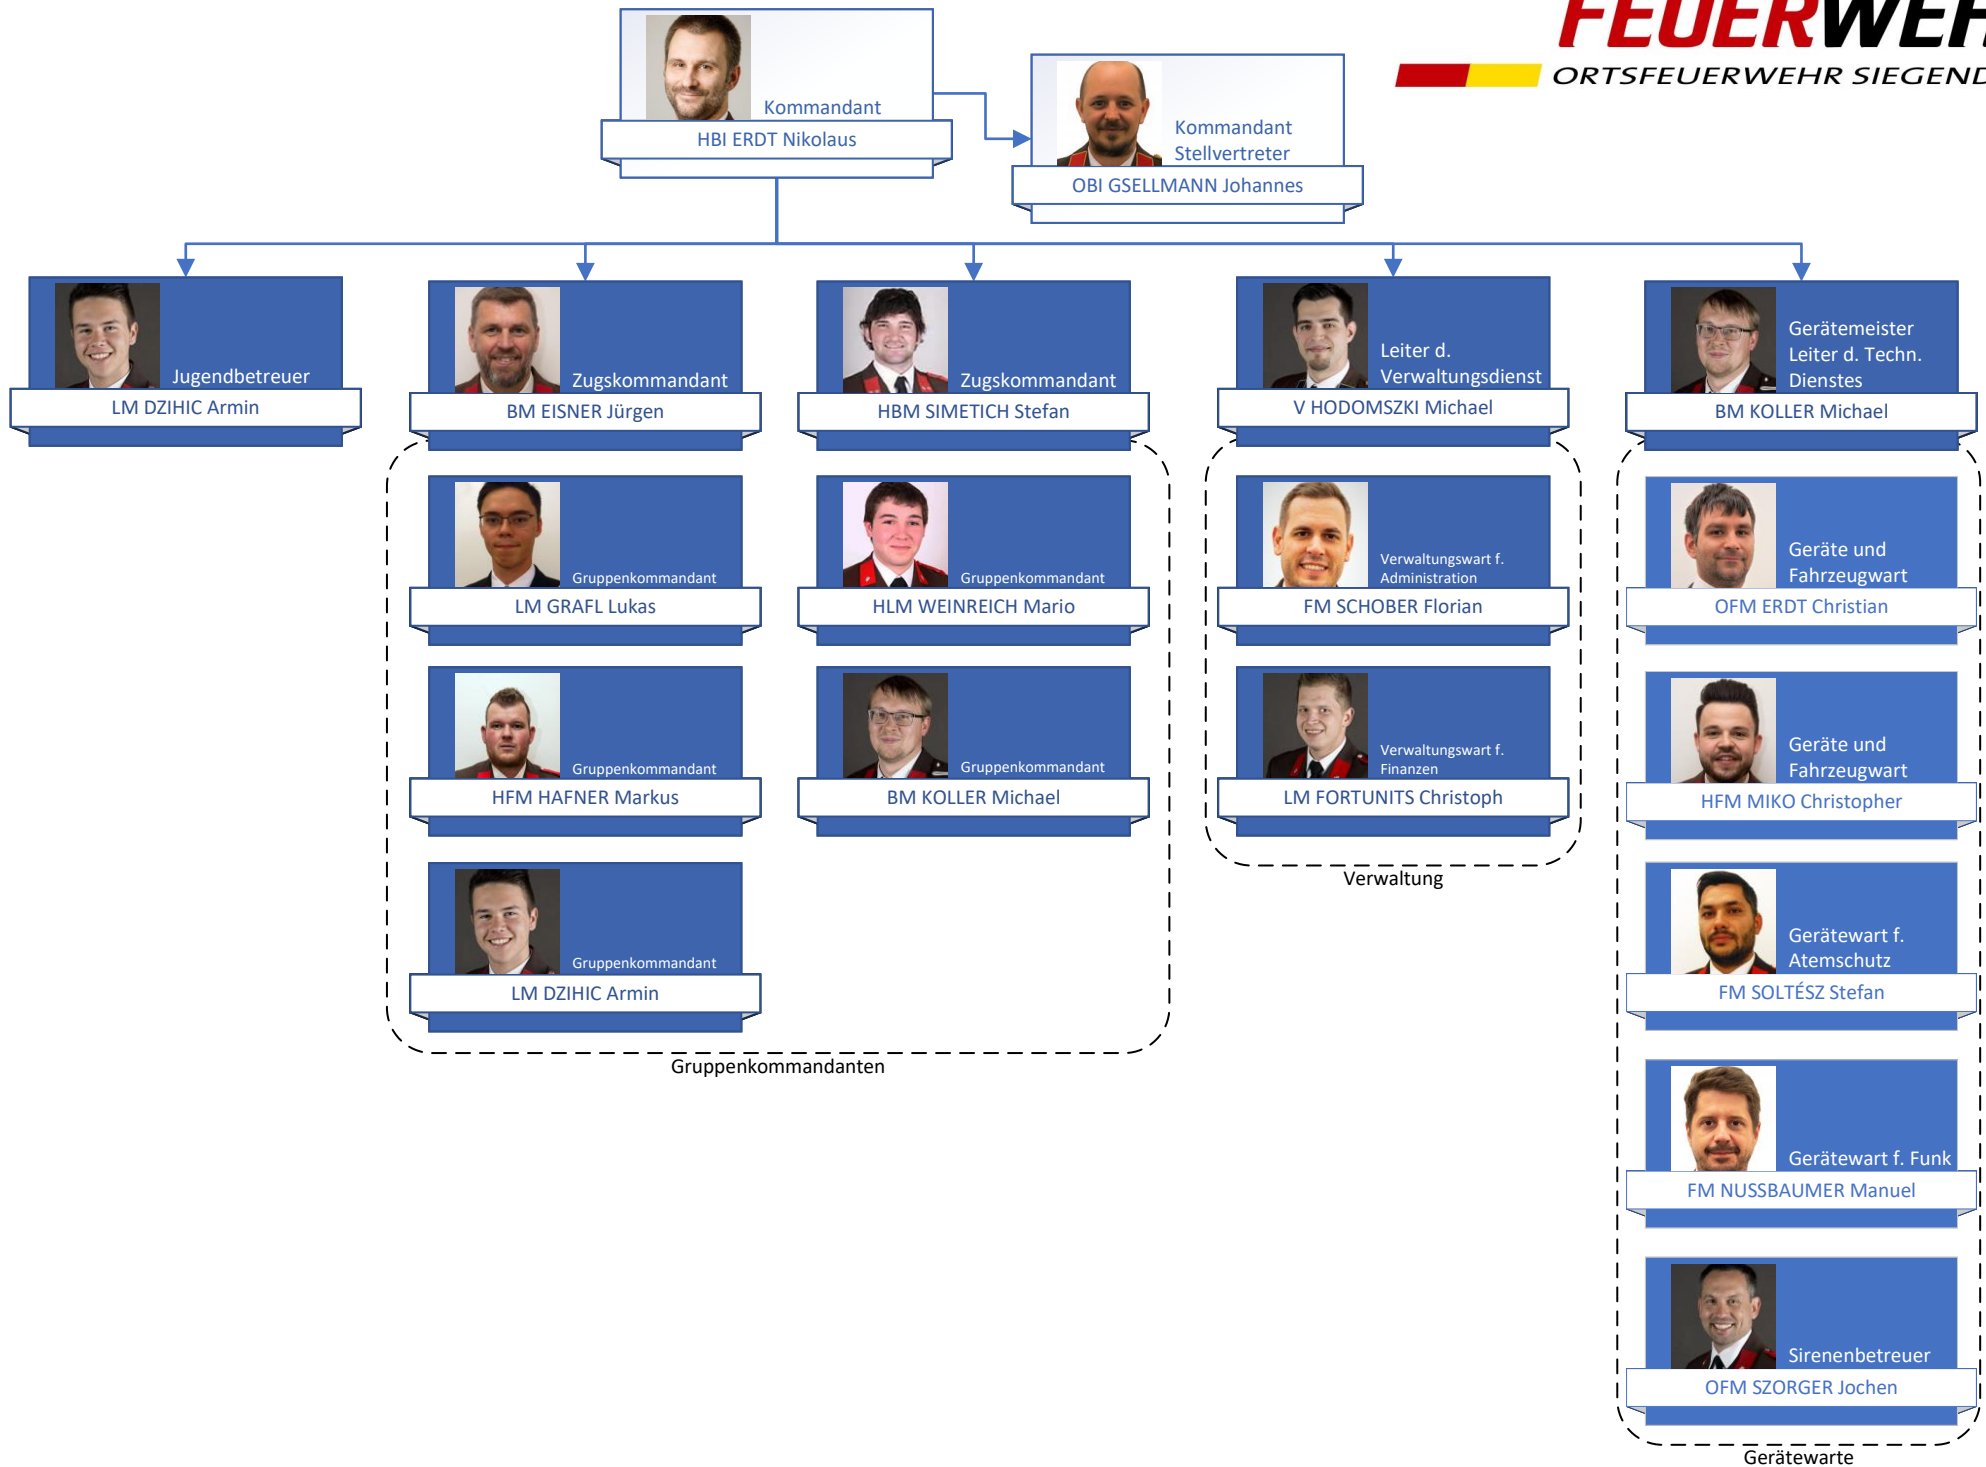 FEUERWEH
ORTSFEUERWEHR SIEGEND
Kommandant
HBI ERDT Nikolaus
Kommandant
Stellvertreter
OBI GSELLMANN Johannes
Jugendbetreuer
LM DZIHIC Armin
Zugskommandant
BM EISNER Jürgen
Zugskommandant
HBM SIMETICH Stefan
Leiter d.
Verwaltungsdienst
V HODOMSZKI Michael
Gerätemeister
Leiter d. Techn.
Dienstes
BM KOLLER Michael
Gruppenkommandant
LM GRAFL Lukas
Gruppenkommandant
HLM WEINREICH Mario
Gruppenkommandant
HFM HAFNER Markus
Gruppenkommandant
BM KOLLER Michael
Gruppenkommandant
LM DZIHIC Armin
Gruppenkommandanten
Verwaltungswart f.
Administration
FM SCHOBER Florian
Verwaltungswart f.
Finanzen
LM FORTUNITS Christoph
Verwaltung
Geräte und
Fahrzeugwart
OFM ERDT Christian
Geräte und
Fahrzeugwart
HFM MIKO Christopher
Gerätewart f.
Atemschutz
FM SOLTÉSZ Stefan
Gerätewart f. Funk
FM NUSSBAUMER Manuel
Sirenenbetreuer
OFM SZORGER Jochen
Gerätewarte